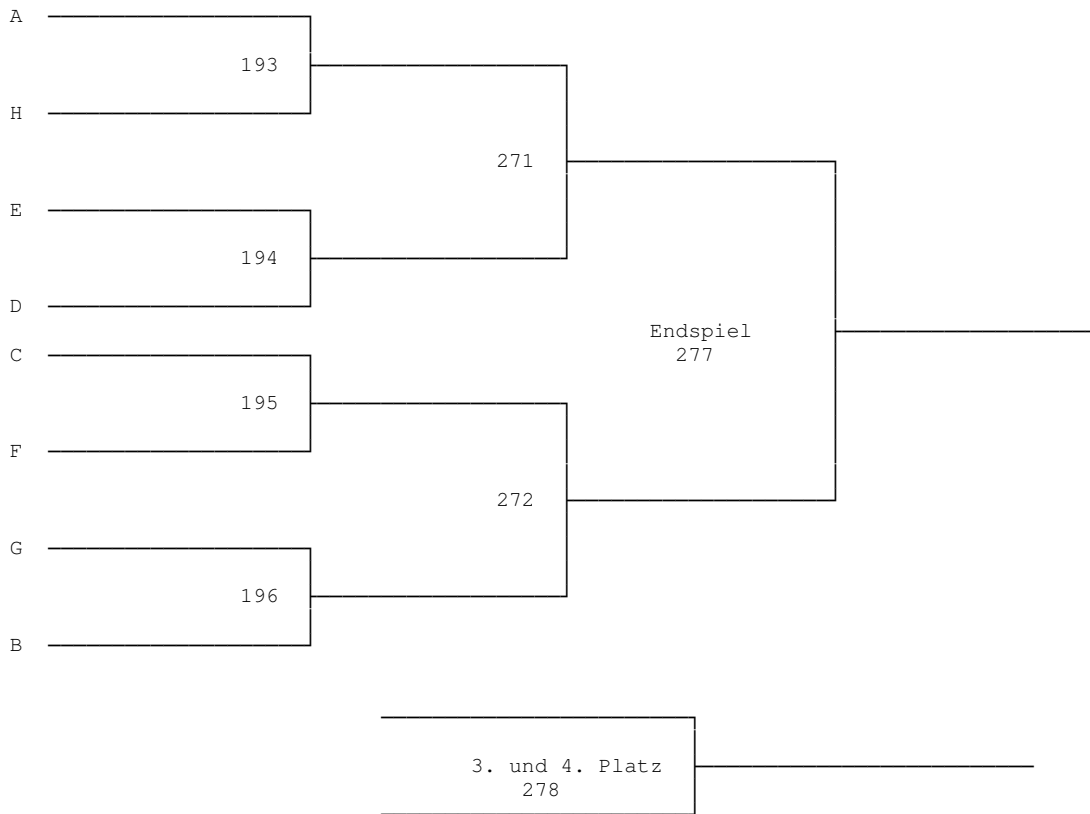 A
193
H
271
E
194
D
Endspiel
277
C
195
F
272
G
196
B
3. und 4. Platz
278